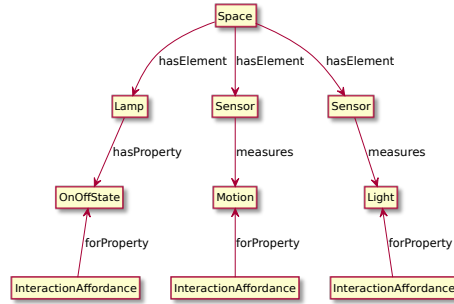 Space
hasElement hasElement hasElement
Lamp Sensor Sensor
hasProperty measures measures
OnOffState Motion Light
forProperty forProperty forProperty
InteractionAffordance InteractionAffordance InteractionAffordance